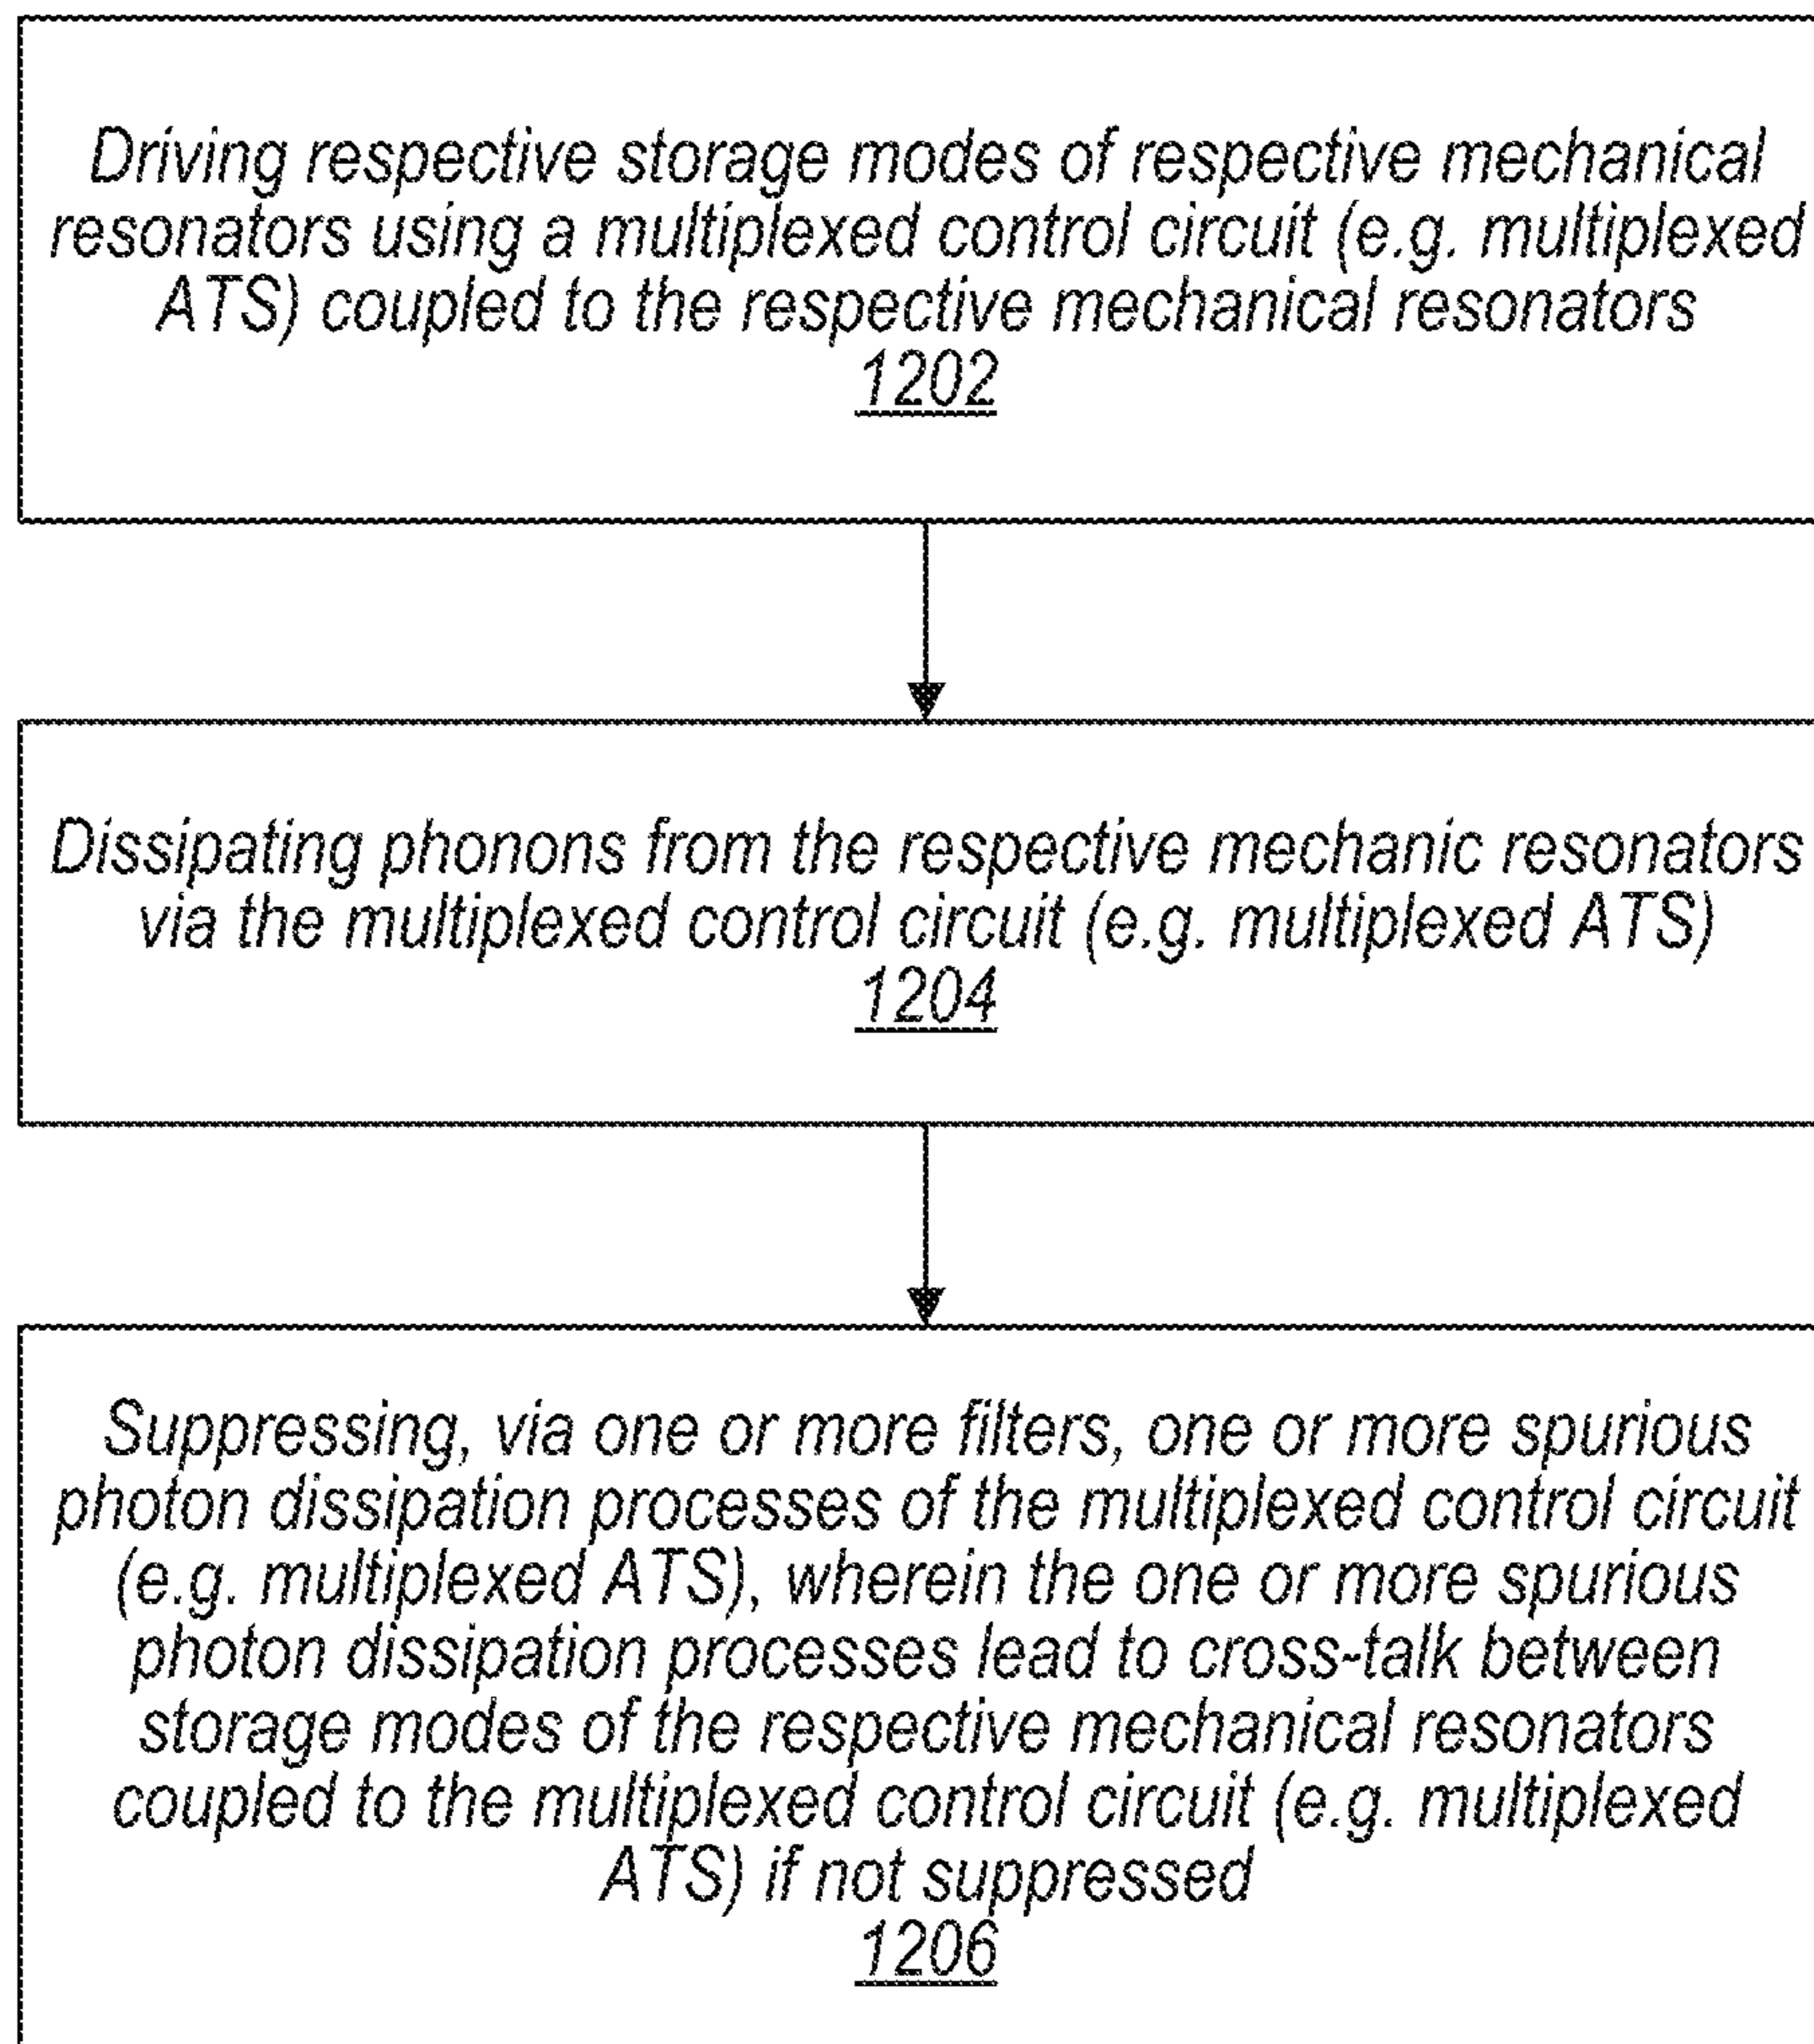 Driving respective storage modes of respective mechanical
resonators using a multiplexed control circuit (e.g. multiplexed
ATS) coupled to the respective mechanical resonators
1202
Dissipating phonons from the respective mechanic resonators
via the multiplexed control circuit (e.g. multiplexed ATS)
1204
Suppressing, via one or more filters, one or more spurious
photon dissipation processes of the multiplexed control circuit
(e.g. multiplexed ATS), wherein the one or more spurious
photon dissipation processes lead to cross-talk between
storage modes of the respective mechanical resonators
coupled to the multiplexed control circuit (e.g. multiplexed
ATS) if not suppressed
1206